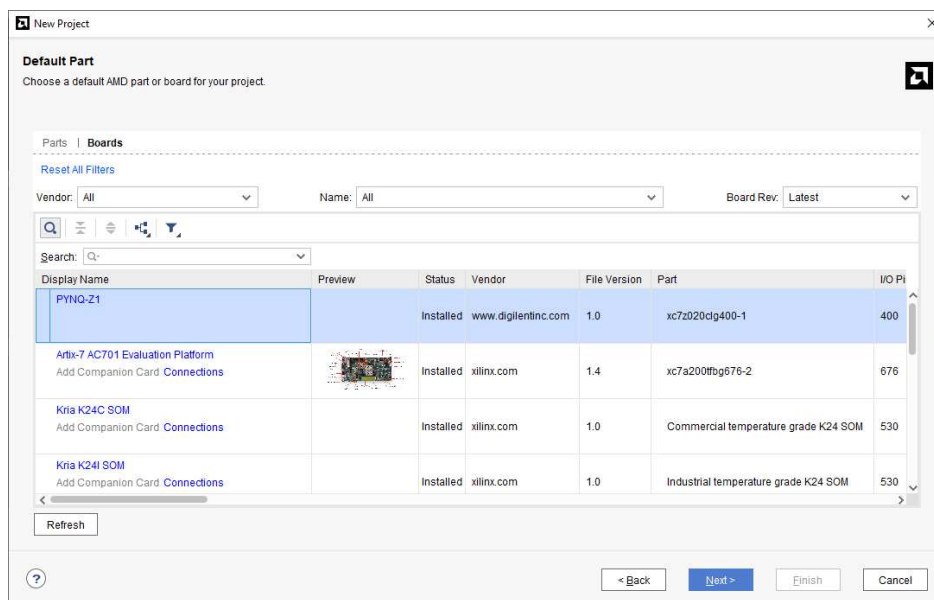 New Project
Default Part
Choose a default AMD part or board for your project.
Parts | Boards
Reset All Filters
Vendor: All Name: All Board Rev: Latest
Search: Q-
Display Name Preview Status Vendor File Version Part I/O Pi
PYNQ-Z1
Installed www.digilentinc.com 1.0 xc7z020clg400-1 400
Artix-7 AC701 Evaluation Platform
Add Companion Card Connections
Installed xilinx.com 1.4 xc7a200tfbg676-2 676
Kria K24C SOM
Add Companion Card Connections
Installed xilinx.com 1.0 Commercial temperature grade K24 SOM 530
Kria K24I SOM
Add Companion Card Connections
Installed xilinx.com 1.0 Industrial temperature grade K24 SOM 530
Refresh
? < Back Next > Finish Cancel